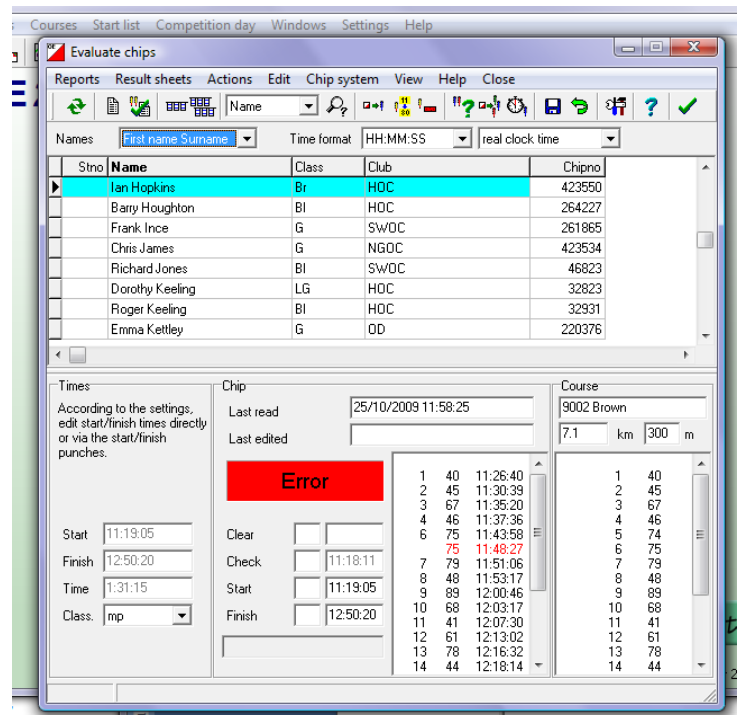 Courses Start list Competition day Windows Settings Help
Evaluate chips
Reports Result sheets Actions Edit Chip system View Help Close
Name
Names First name Surname Time format HH:MM:SS real clock time
Stno Name Class Club Chipno
Ian Hopkins Br HOC 423550
Barry Houghton Bl HOC 264227
Frank Ince G SWOC 261865
Chris James G NGOC 423534
Richard Jones Bl SWOC 46823
Dorothy Keeling LG HOC 32823
Roger Keeling Bl HOC 32931
Emma Kettley G OD 220376
Times
According to the settings,
edit start/finish times directly
or via the start/finish
punches.
Start 11:19:05
Finish 12:50:20
Time 1:31:15
Class. mp
Chip
Last read 25/10/2009 11:58:25
Last edited
Error
Clear
Check 11:18:11
Start 11:19:05
Finish 12:50:20
1 40 11:26:40
2 45 11:30:39
3 67 11:35:20
4 46 11:37:36
6 75 11:43:58
75 11:48:27
7 79 11:51:06
8 48 11:53:17
9 89 12:00:46
10 68 12:03:17
11 41 12:07:30
12 61 12:13:02
13 78 12:16:32
14 44 12:18:14
Course
9002 Brown
7.1 km 300 m
1 40
2 45
3 67
4 46
5 74
6 75
7 79
8 48
9 89
10 68
11 41
12 61
13 78
14 44